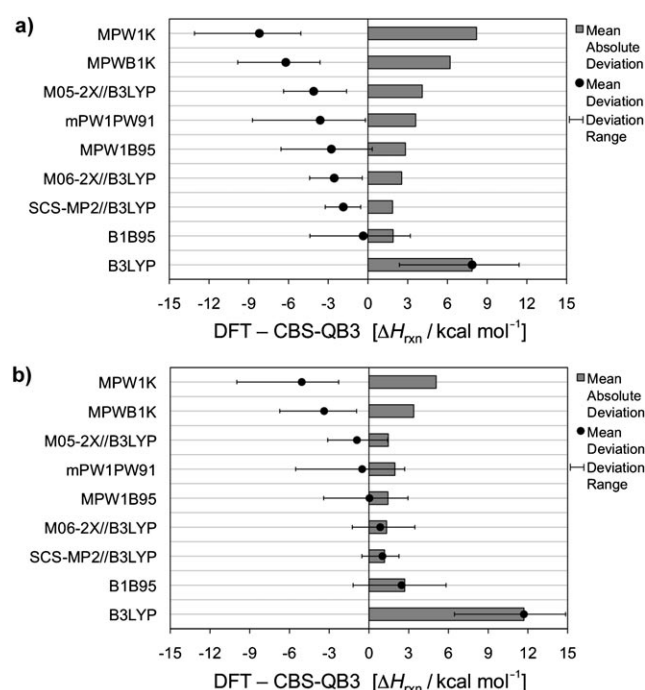 a)
MPW1K
MPWB1K
M05-2X//B3LYP
mPW1PW91
MPW1B95
M06-2X//B3LYP
SCS-MP2//B3LYP
B1B95
B3LYP
-15 -12 -9 -6 -3 0 3 6 9 12 15
DFT – CBS-QB3 [ΔHrxn / kcal mol⁻¹]
Mean
Absolute
Deviation
Mean
Deviation
Deviation
Range
b)
MPW1K
MPWB1K
M05-2X//B3LYP
mPW1PW91
MPW1B95
M06-2X//B3LYP
SCS-MP2//B3LYP
B1B95
B3LYP
-15 -12 -9 -6 -3 0 3 6 9 12 15
DFT – CBS-QB3 [ΔHrxn / kcal mol⁻¹]
Mean
Absolute
Deviation
Mean
Deviation
Deviation
Range